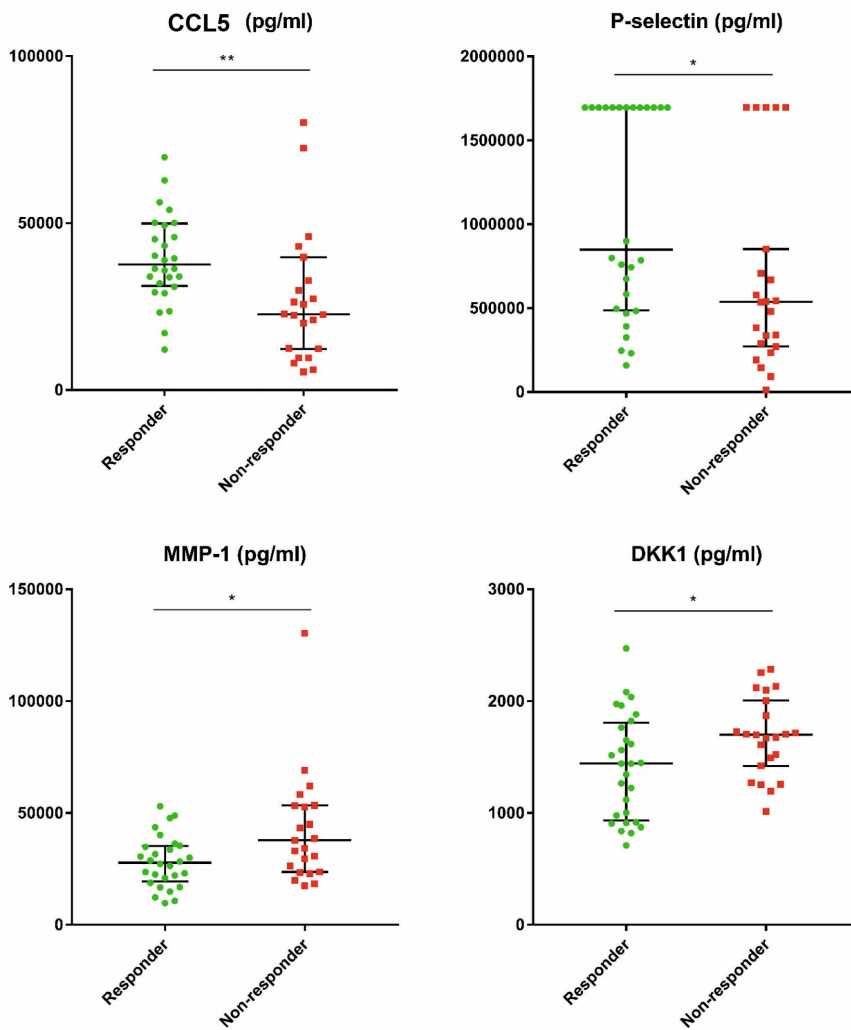 CCL5 (pg/ml)
**
100000
50000
0
Responder
Non-responder
P-selectin (pg/ml)
*
2000000
1500000
1000000
500000
0
Responder
Non-responder
MMP-1 (pg/ml)
*
150000
100000
50000
0
Responder
Non-responder
DKK1 (pg/ml)
*
3000
2000
1000
0
Responder
Non-responder